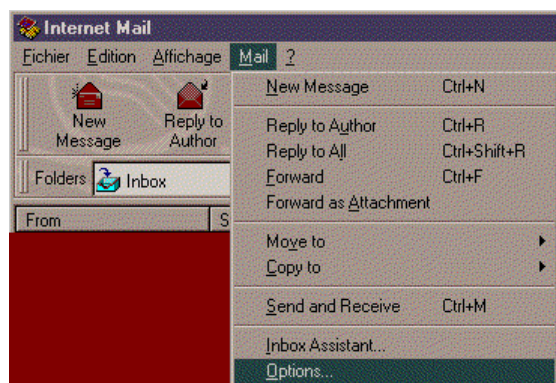 Internet Mail
Fichier Edition Affichage Mail ?
New Message
Reply to Author
Folders Inbox
From S
New Message Ctrl+N
Reply to Author Ctrl+R
Reply to All Ctrl+Shift+R
Forward Ctrl+F
Forward as Attachment
Move to
Copy to
Send and Receive Ctrl+M
Inbox Assistant...
Options...